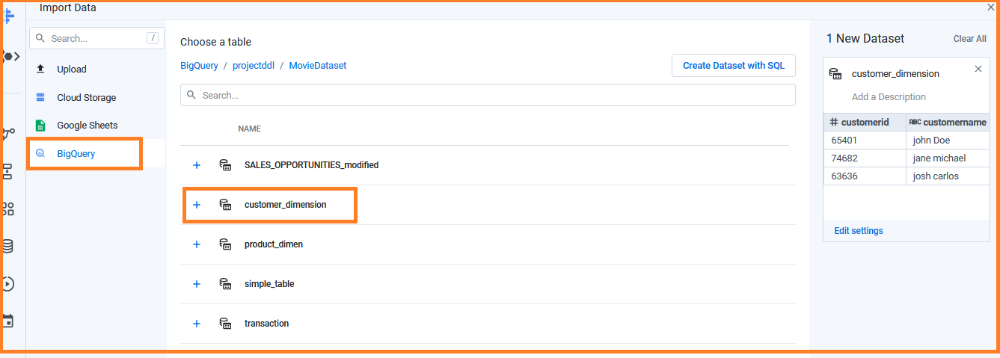 Import Data
Search... /
Upload
Cloud Storage
Google Sheets
BigQuery
Choose a table
BigQuery / projectddl / MovieDataset
Create Dataset with SQL
Search...
NAME
SALES_OPPORTUNITIES_modified
customer_dimension
product_dimen
simple_table
transaction
1 New Dataset
Clear All
customer_dimension
Add a Description
# customerid ABC customername
65401 john Doe
74682 jane michael
63636 josh carlos
Edit settings